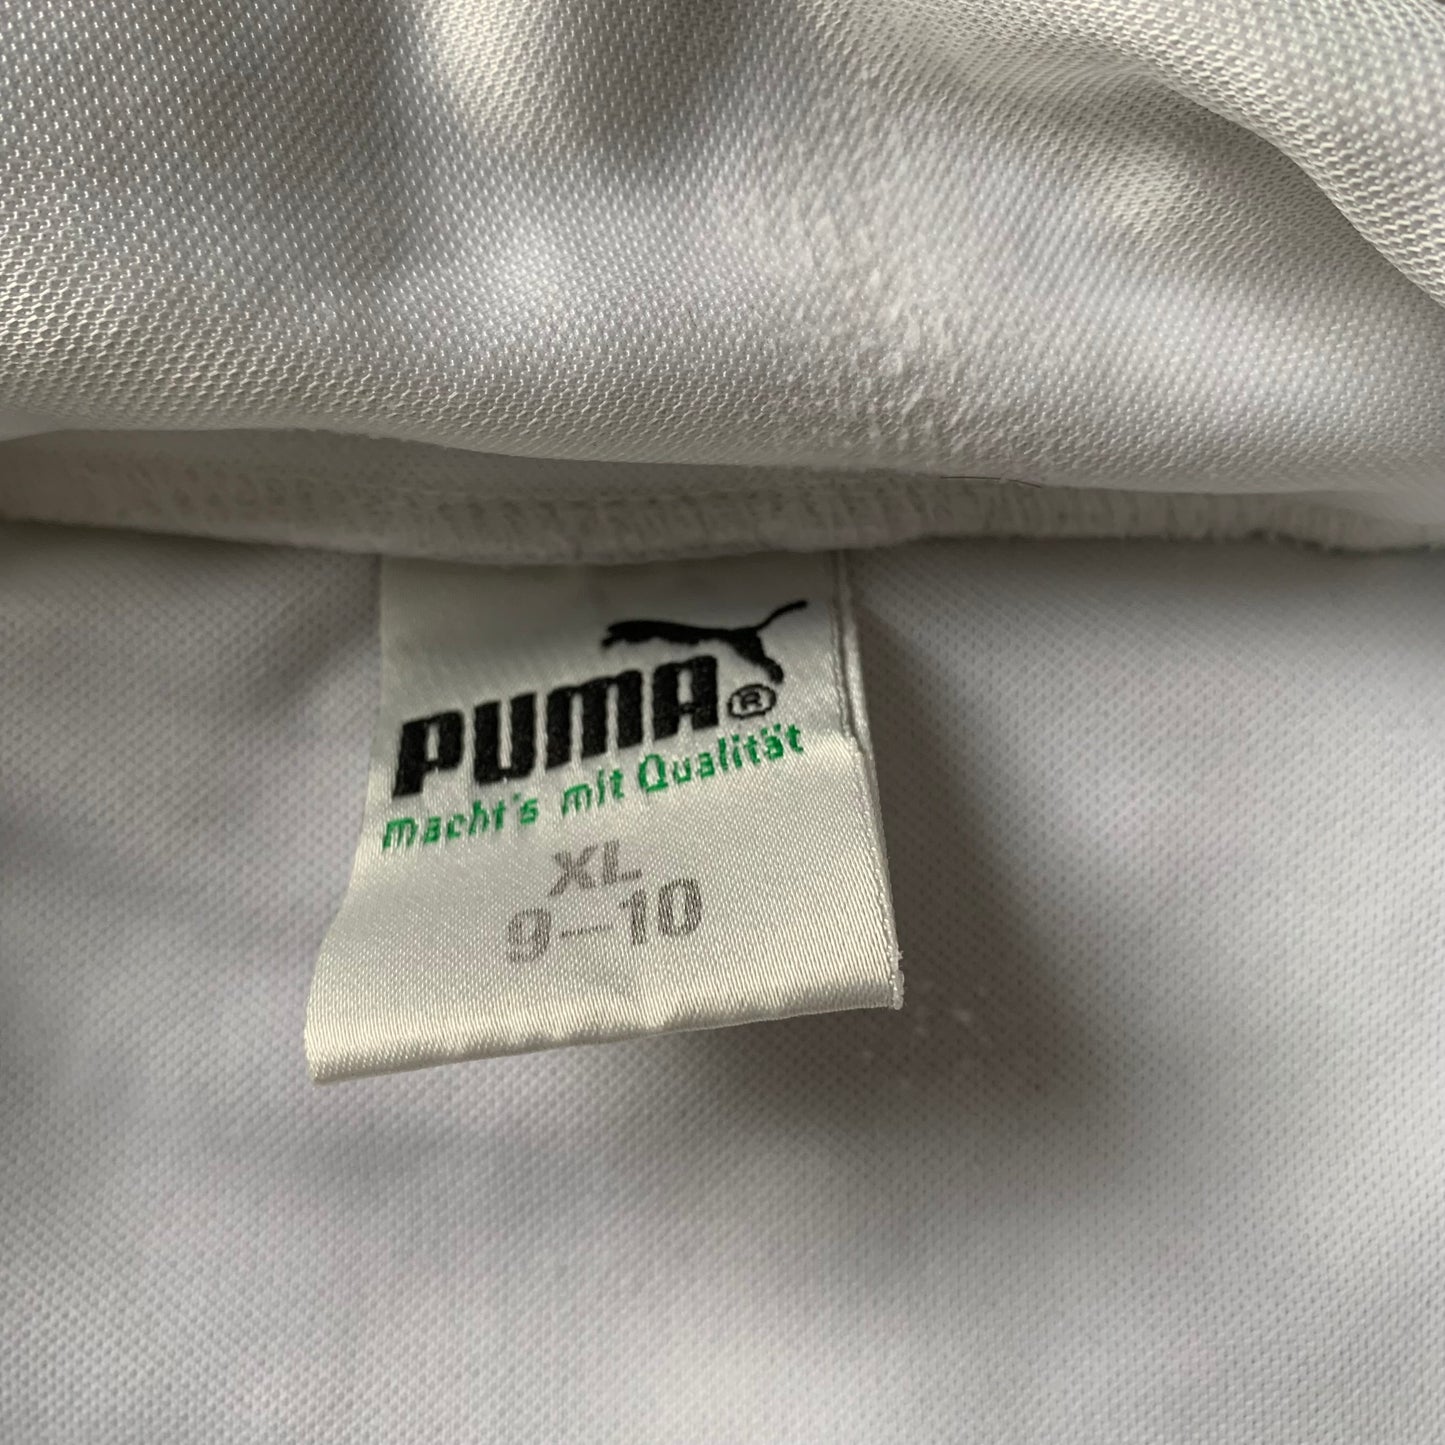 PUMA®
macht's mit Qualität
XL
9–10